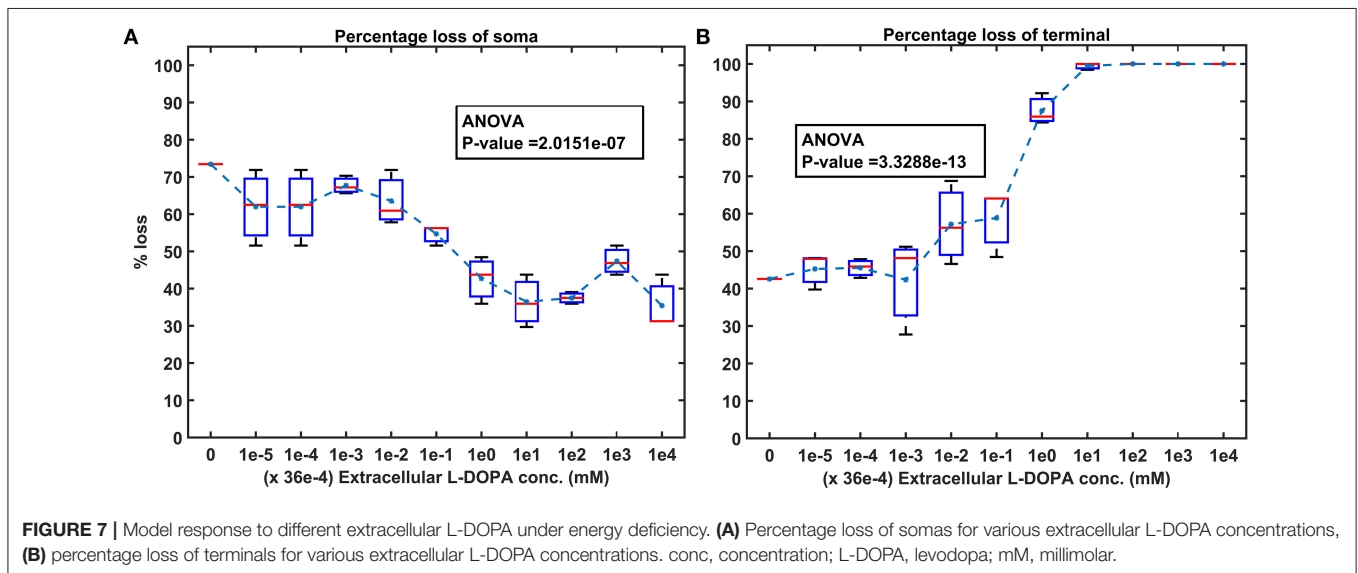 A
Percentage loss of soma
100
90
80
70
60
50
40
30
20
10
0
% loss
ANOVA
P-value =2.0151e-07
0 1e-5 1e-4 1e-3 1e-2 1e-1 1e0 1e1 1e2 1e3 1e4
(x 36e-4) Extracellular L-DOPA conc. (mM)
B
Percentage loss of terminal
100
90
80
70
60
50
40
30
20
10
0
ANOVA
P-value =3.3288e-13
0 1e-5 1e-4 1e-3 1e-2 1e-1 1e0 1e1 1e2 1e3 1e4
(x 36e-4) Extracellular L-DOPA conc. (mM)
FIGURE 7 | Model response to different extracellular L-DOPA under energy deficiency. (A) Percentage loss of somas for various extracellular L-DOPA concentrations,
(B) percentage loss of terminals for various extracellular L-DOPA concentrations. conc, concentration; L-DOPA, levodopa; mM, millimolar.